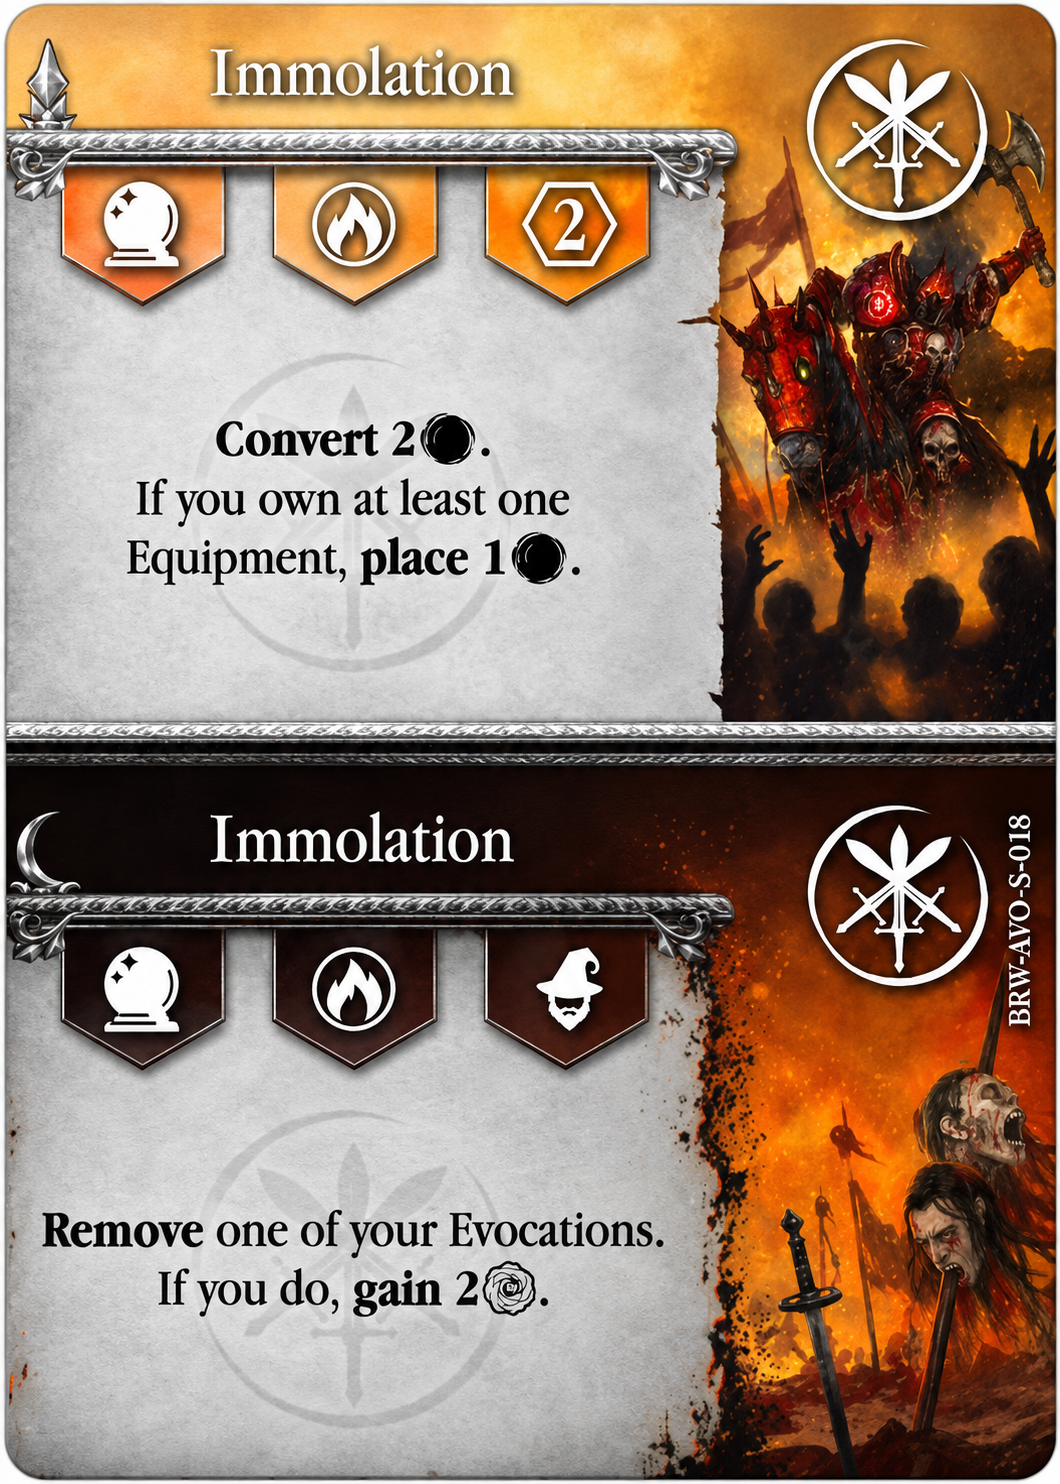 Immolation
2
Convert 2.
If you own at least one
Equipment, place 1.
Immolation
BRW-AVO-S-018
Remove one of your Evocations.
If you do, gain 2.